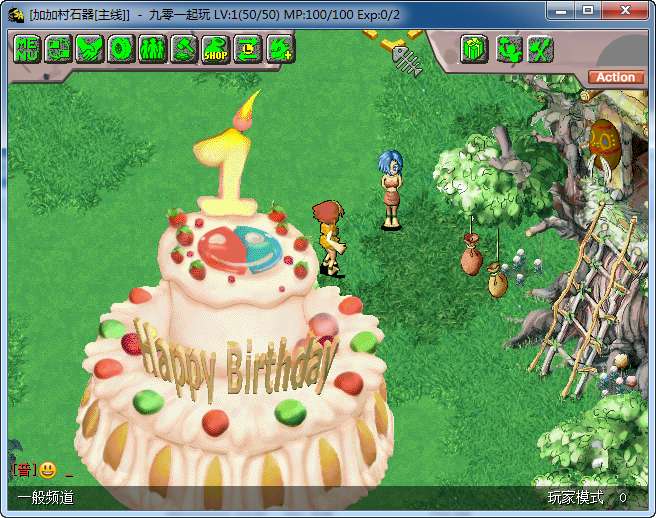 [加加村石器[主线]] - 九零一起玩 LV:1(50/50) MP:100/100 Exp:0/2
MENU
SHOP
Action
1
Happy Birthday
[普]😃 _
一般频道
玩家模式 0